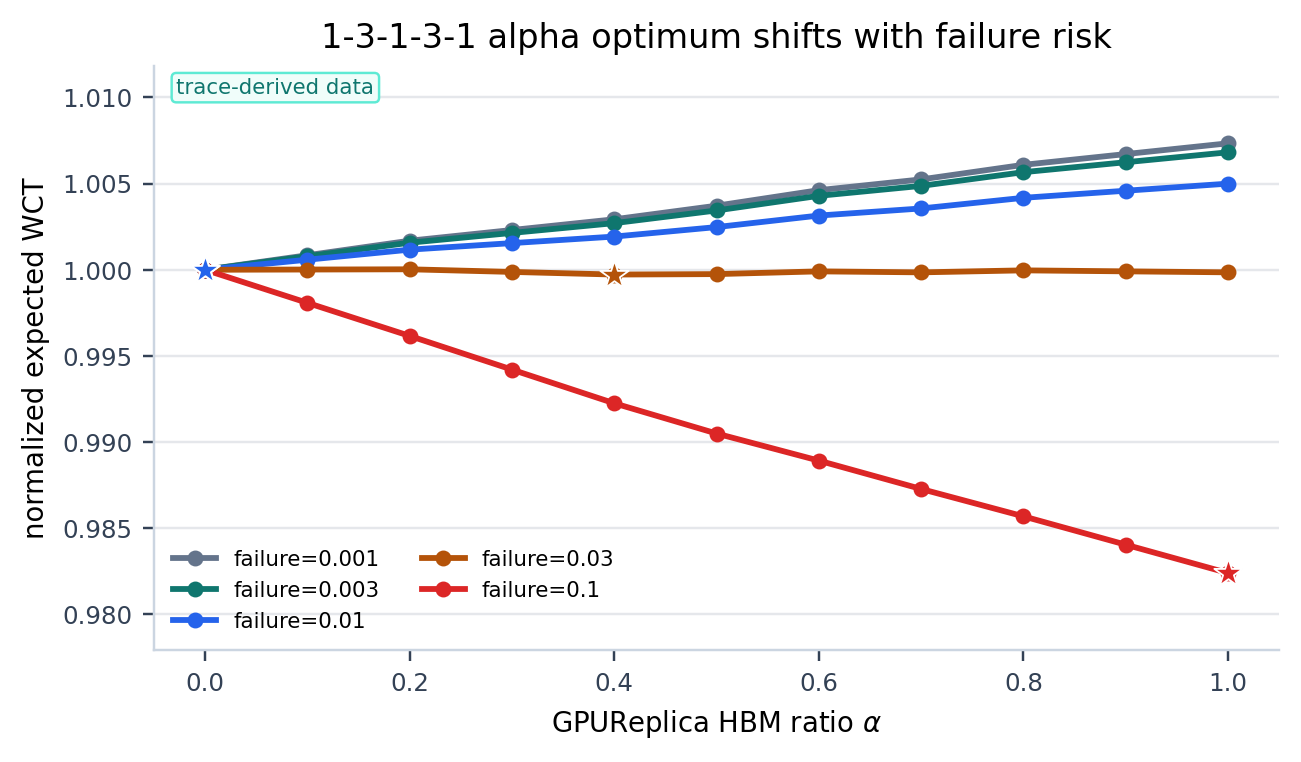 1-3-1-3-1 alpha optimum shifts with failure risk
trace-derived data
normalized expected WCT
1.010
1.005
1.000
0.995
0.990
0.985
0.980
failure=0.001
failure=0.003
failure=0.01
failure=0.03
failure=0.1
0.0 0.2 0.4 0.6 0.8 1.0
GPUReplica HBM ratio α